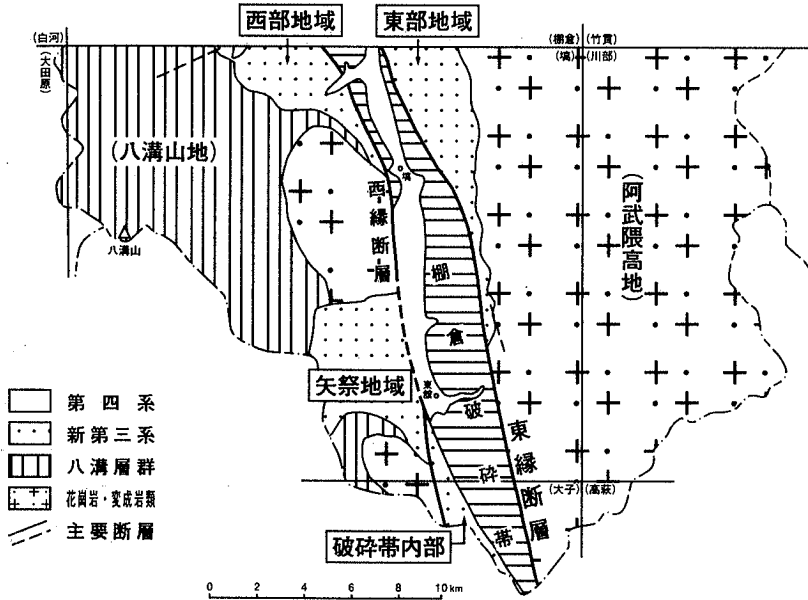 西部地域
東部地域
(白河)
(大田原)
(棚倉)
(竹貫)
(塙)
(川部)
(八溝山地)
八溝山
塙
西縁断層
棚倉破砕帯
(阿武隈高地)
矢祭地域
東舘
東縁断層
(大子)
(高萩)
破砕帯内部
第四系
新第三系
八溝層群
花崗岩・変成岩類
主要断層
0 2 4 6 8 10km